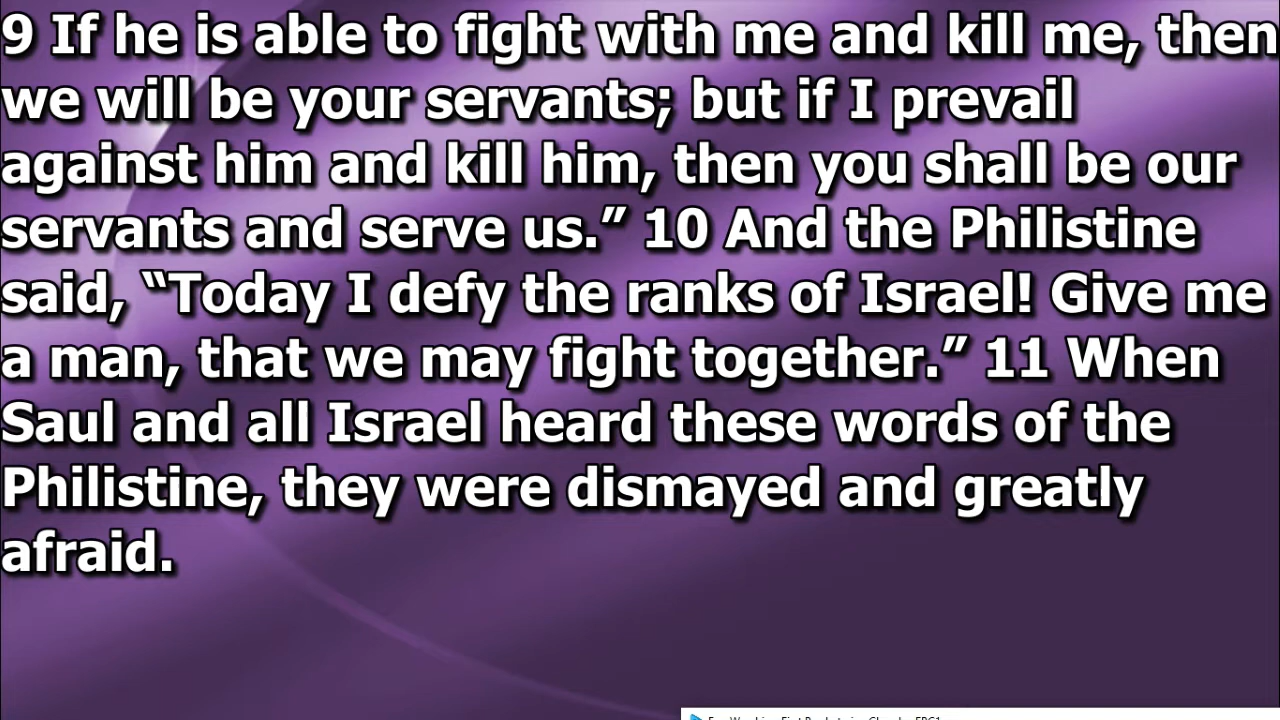 9 If he is able to fight with me and kill me, then
we will be your servants; but if I prevail
against him and kill him, then you shall be our
servants and serve us.” 10 And the Philistine
said, “Today I defy the ranks of Israel! Give me
a man, that we may fight together.” 11 When
Saul and all Israel heard these words of the
Philistine, they were dismayed and greatly
afraid.